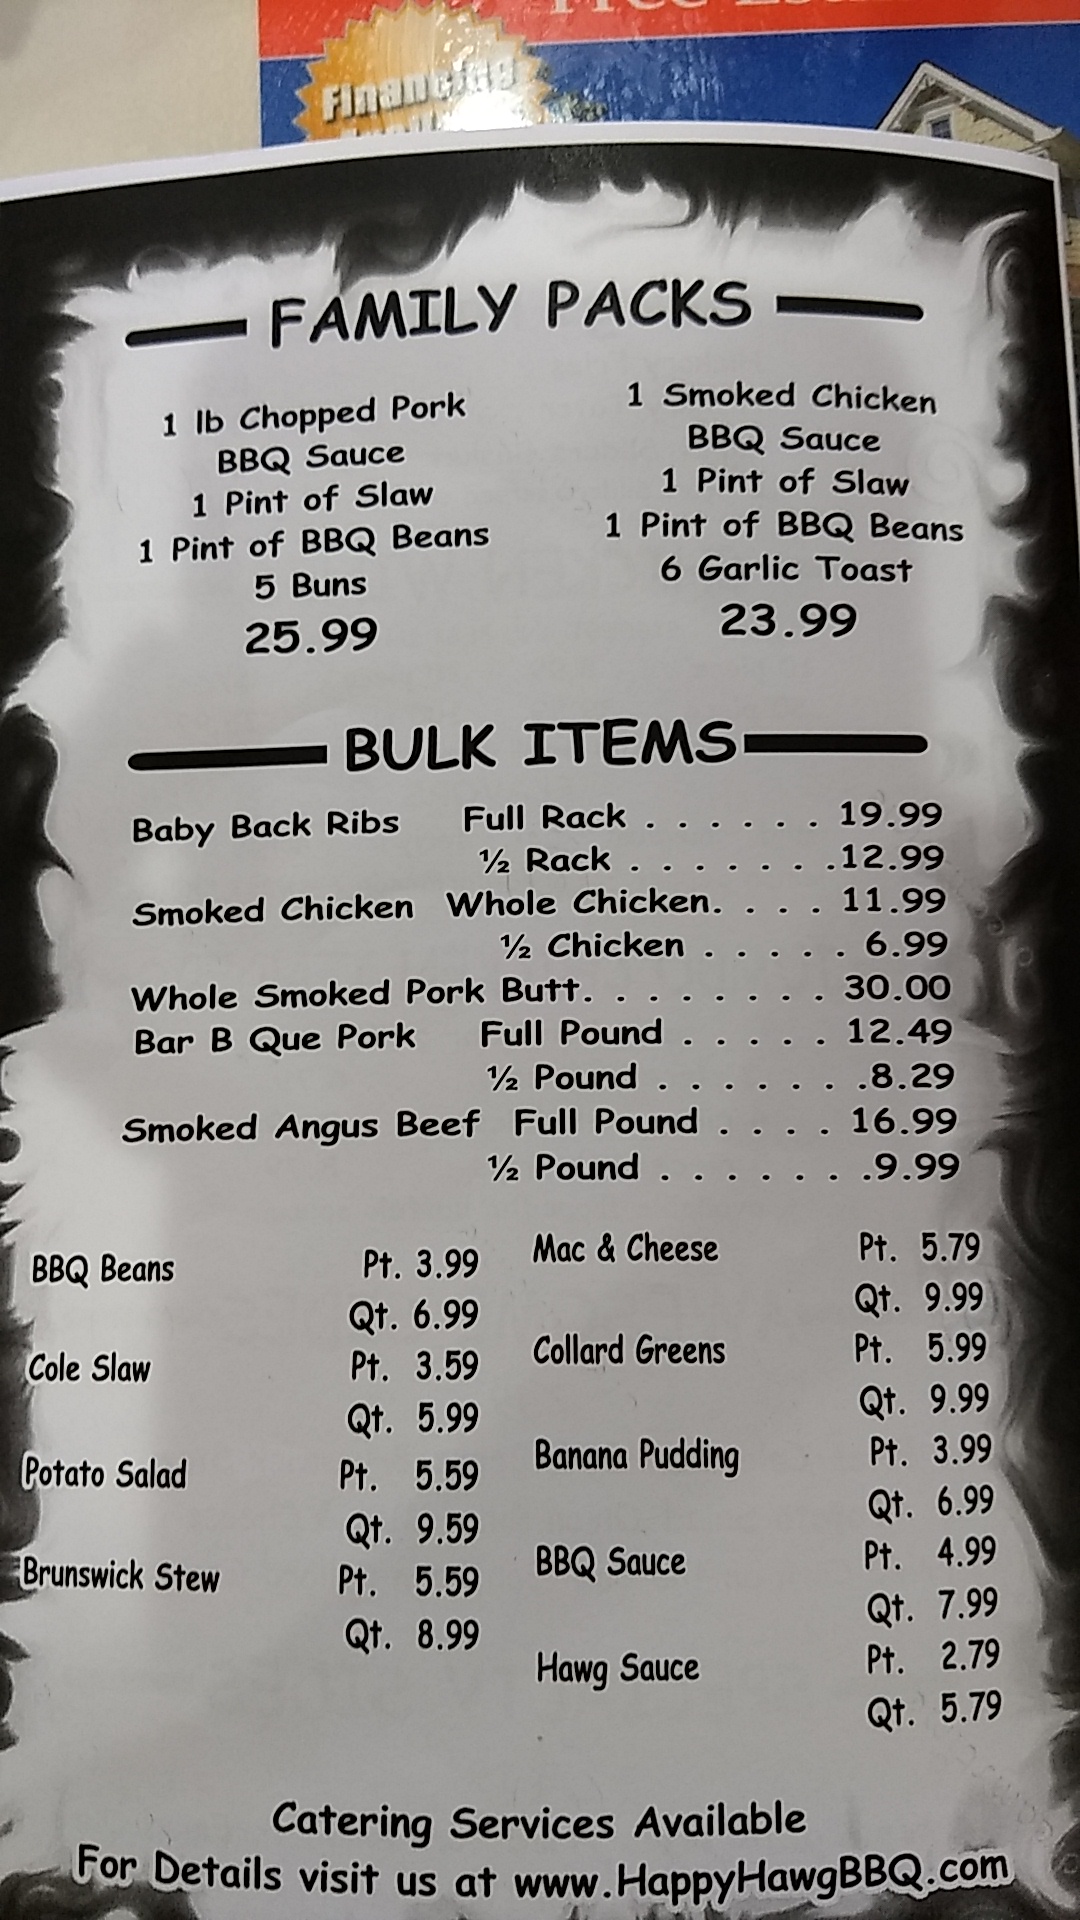 Financing
FAMILY PACKS
1 lb Chopped Pork
BBQ Sauce
1 Pint of Slaw
1 Pint of BBQ Beans
5 Buns
25.99
1 Smoked Chicken
BBQ Sauce
1 Pint of Slaw
1 Pint of BBQ Beans
6 Garlic Toast
23.99
BULK ITEMS
Baby Back Ribs Full Rack . . . . . . 19.99
½ Rack . . . . . . .12.99
Smoked Chicken Whole Chicken. . . . 11.99
½ Chicken . . . . . 6.99
Whole Smoked Pork Butt. . . . . . . . 30.00
Bar B Que Pork Full Pound . . . . . 12.49
½ Pound . . . . . . .8.29
Smoked Angus Beef Full Pound . . . . 16.99
½ Pound . . . . . . .9.99
BBQ Beans Pt. 3.99
Qt. 6.99
Cole Slaw Pt. 3.59
Qt. 5.99
Potato Salad Pt. 5.59
Qt. 9.59
Brunswick Stew Pt. 5.59
Qt. 8.99
Mac & Cheese Pt. 5.79
Qt. 9.99
Collard Greens Pt. 5.99
Qt. 9.99
Banana Pudding Pt. 3.99
Qt. 6.99
BBQ Sauce Pt. 4.99
Qt. 7.99
Hawg Sauce Pt. 2.79
Qt. 5.79
Catering Services Available
For Details visit us at www.HappyHawgBBQ.com